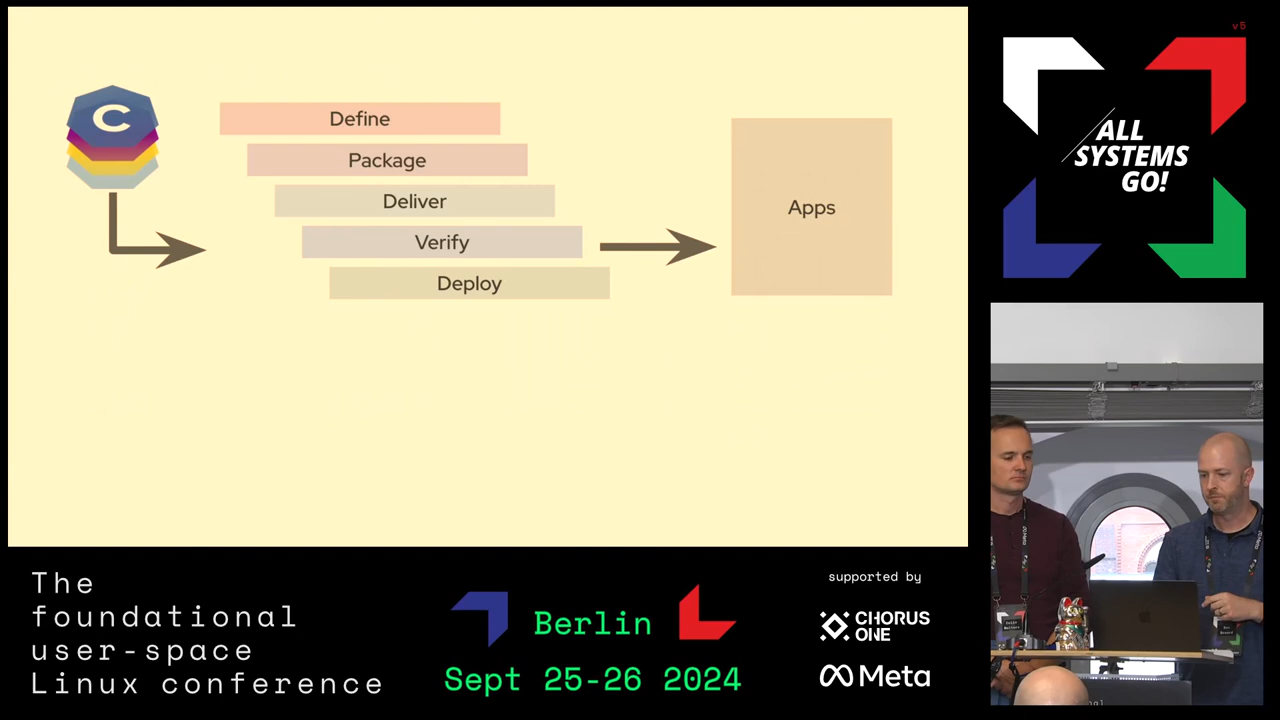 C
Define
Package
Deliver
Verify
Deploy
Apps
v5
ALL
SYSTEMS
GO!
The
foundational
user-space
Linux conference
Berlin
Sept 25-26 2024
supported by
CHORUS
ONE
Meta